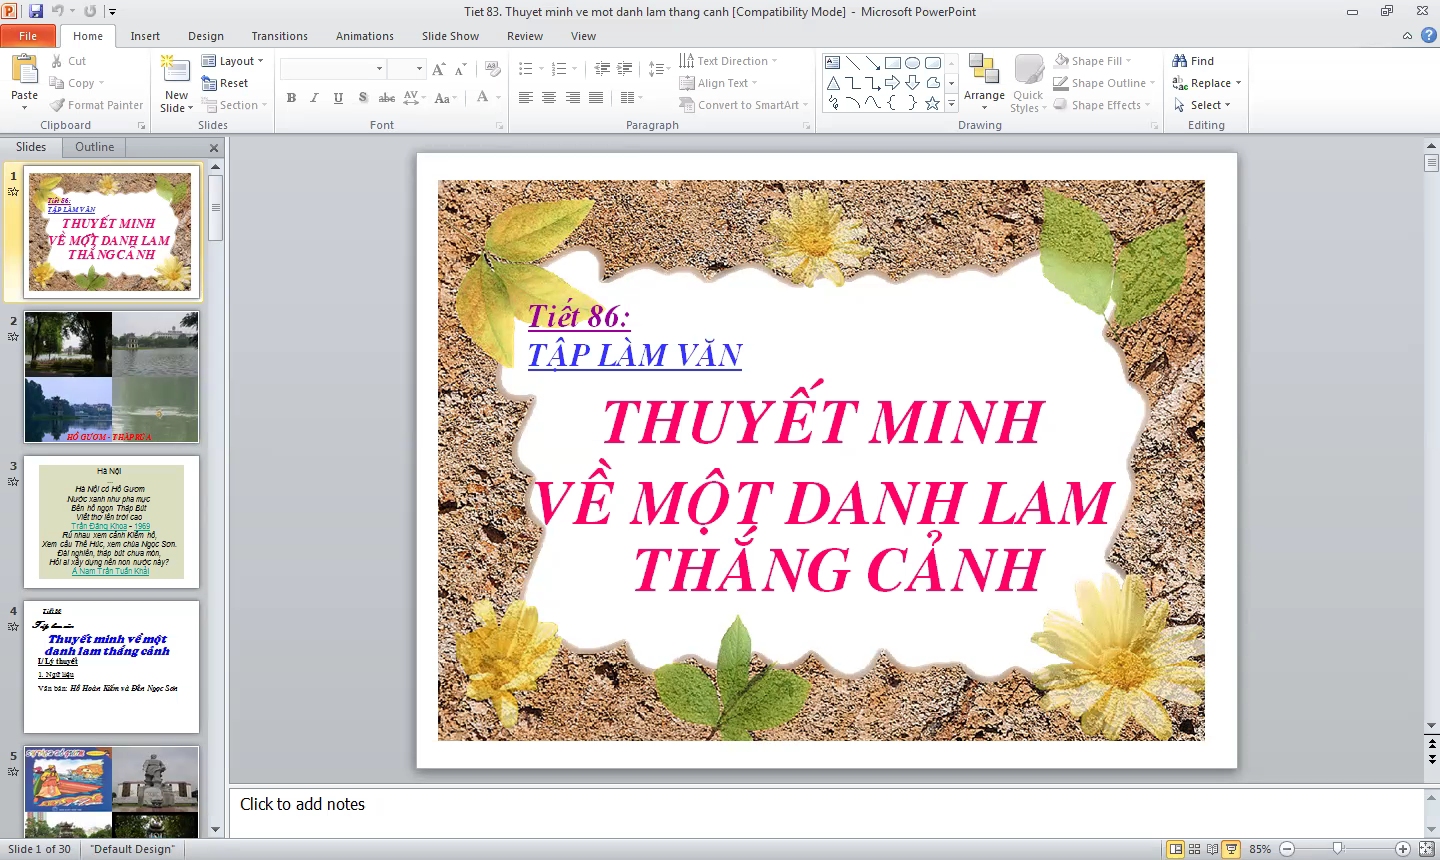 Tiet 83. Thuyet minh ve mot danh lam thang canh [Compatibility Mode] - Microsoft PowerPoint
File Home Insert Design Transitions Animations Slide Show Review View
Paste
Cut
Copy
Format Painter
Clipboard
New Slide
Layout
Reset
Section
Slides
Font
Text Direction
Align Text
Convert to SmartArt
Paragraph
Arrange
Quick Styles
Shape Fill
Shape Outline
Shape Effects
Drawing
Find
Replace
Select
Editing
Slides Outline
1
Tiết 86:
TẬP LÀM VĂN
THUYẾT MINH
VỀ MỘT DANH LAM
THẮNG CẢNH
2
HỒ GƯƠM - THÁP RÙA
3
Hà Nội
Hà Nội có Hồ Gươm
Nước xanh như pha mực
Bên hồ ngọn Tháp Bút
Viết thơ lên trời cao
Trần Đăng Khoa - 1969
Rủ nhau xem cảnh Kiếm hồ,
Xem cầu Thê Húc, xem chùa Ngọc Sơn.
Đài nghiên, tháp bút chưa mòn,
Hỏi ai xây dựng nên non nước này?
Á Nam Trần Tuấn Khải
4
Tiết 86
Tập làm văn
Thuyết minh về một
danh lam thắng cảnh
I/ Lý thuyết
1. Ngữ liệu
Văn bản: Hồ Hoàn Kiếm và Đền Ngọc Sơn
5
Tiết 86:
TẬP LÀM VĂN
THUYẾT MINH
VỀ MỘT DANH LAM
THẮNG CẢNH
Click to add notes
Slide 1 of 30 "Default Design" 85%